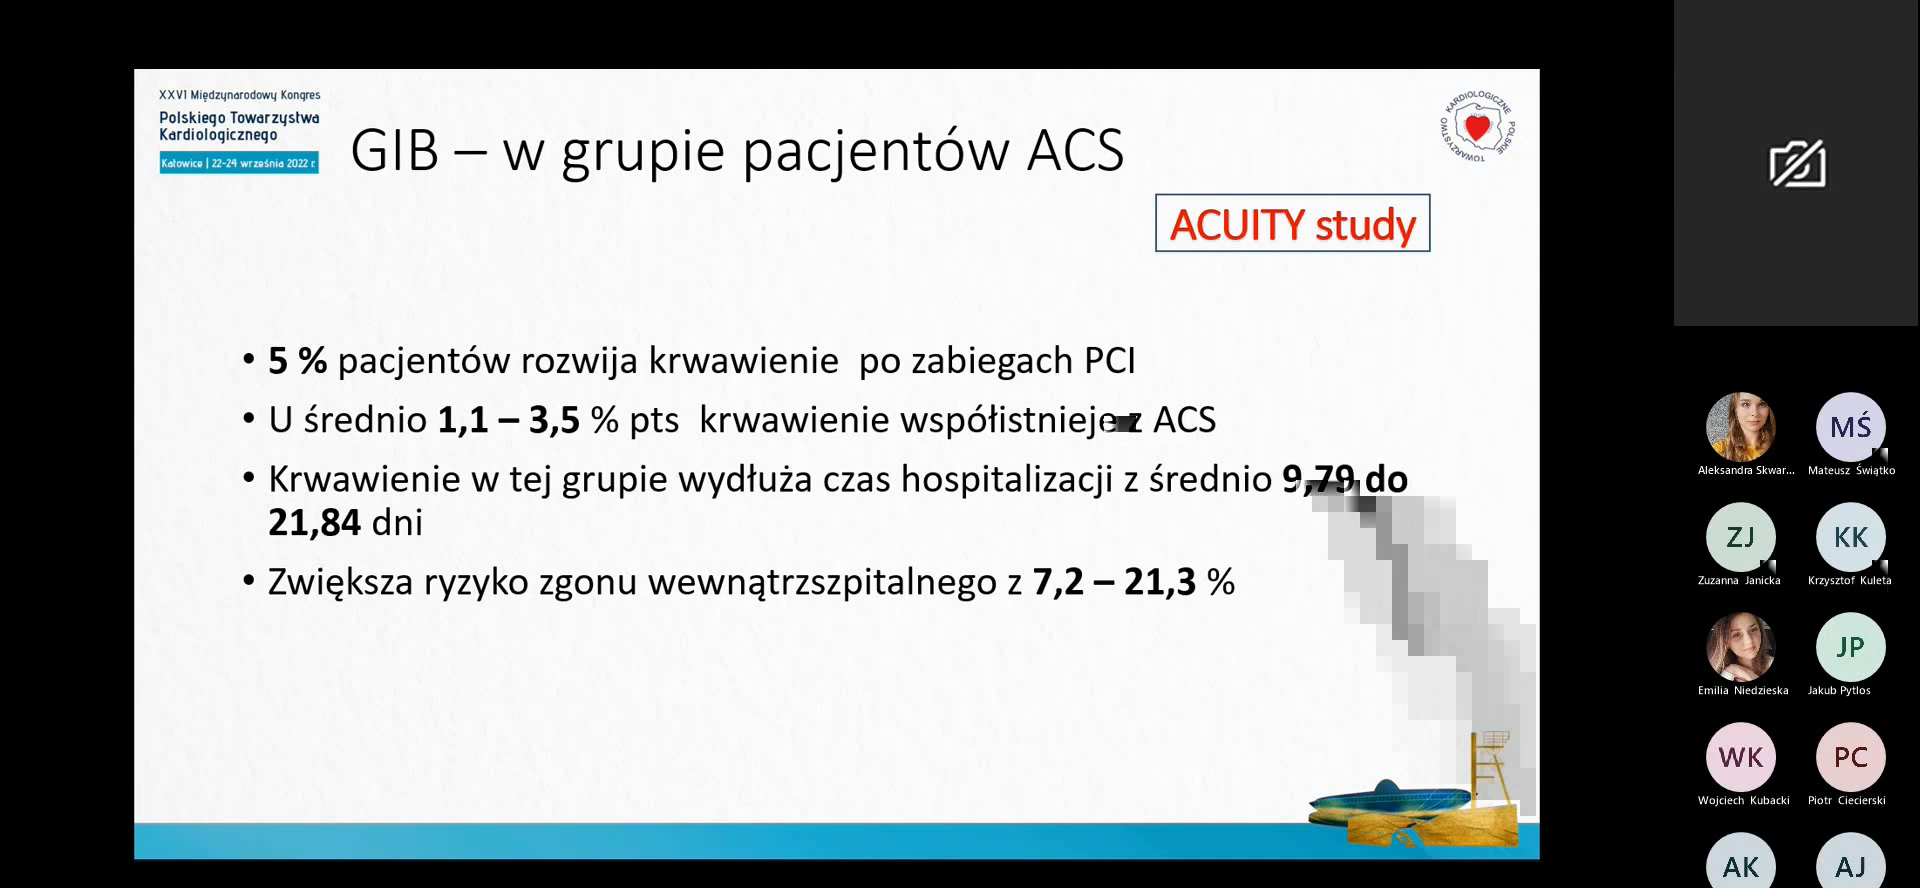 XXVI Międzynarodowy Kongres
Polskiego Towarzystwa
Kardiologicznego
Katowice | 22-24 września 2022 r.
GIB – w grupie pacjentów ACS
POLSKIE TOWARZYSTWO KARDIOLOGICZNE
ACUITY study
• 5 % pacjentów rozwija krwawienie po zabiegach PCI
• U średnio 1,1 – 3,5 % pts krwawienie współistnieje z ACS
• Krwawienie w tej grupie wydłuża czas hospitalizacji z średnio 9,79 do
21,84 dni
• Zwiększa ryzyko zgonu wewnątrzszpitalnego z 7,2 – 21,3 %
MŚ
Aleksandra Skwar... Mateusz Świątko
ZJ KK
Zuzanna Janicka Krzysztof Kuleta
JP
Emilia Niedzieska Jakub Pytlos
WK PC
Wojciech Kubacki Piotr Ciecierski
AK AJ